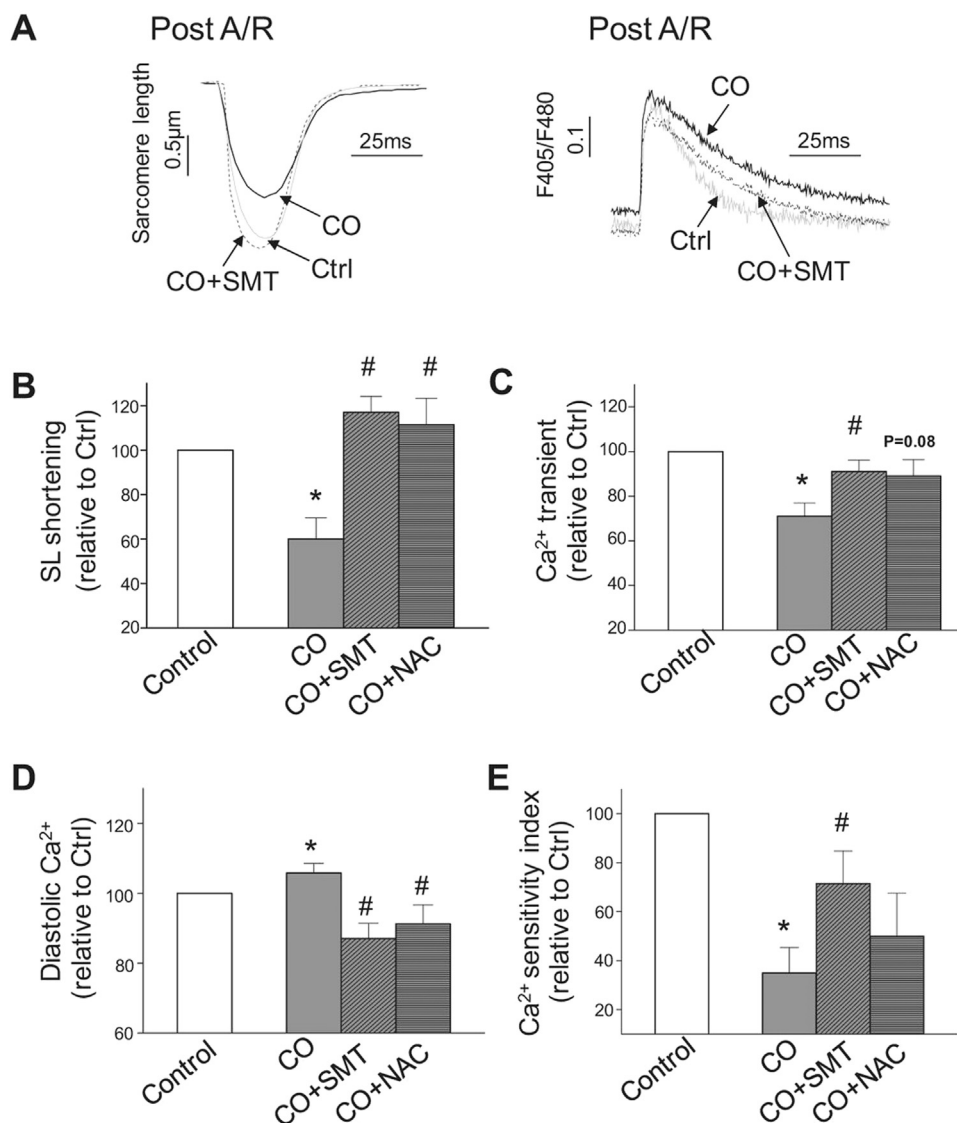 A
Post A/R
Post A/R
Sarcomere length
0.5µm
25ms
CO
Ctrl
CO+SMT
F405/F480
0.1
CO
25ms
Ctrl
CO+SMT
B
SL shortening
(relative to Ctrl)
120
100
80
60
40
20
*
#
#
Control
CO
CO+SMT
CO+NAC
C
Ca²⁺ transient
(relative to Ctrl)
120
100
80
60
40
20
*
#
P=0.08
Control
CO
CO+SMT
CO+NAC
D
Diastolic Ca²⁺
(relative to Ctrl)
120
100
80
60
*
#
#
Control
CO
CO+SMT
CO+NAC
E
Ca²⁺ sensitivity index
(relative to Ctrl)
100
80
60
40
20
*
#
Control
CO
CO+SMT
CO+NAC